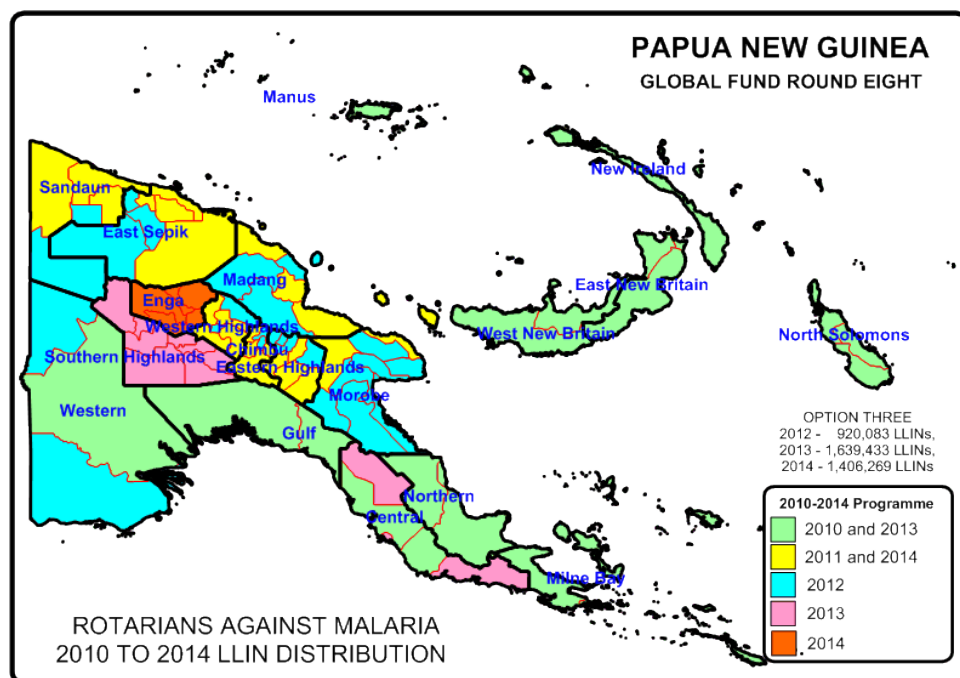 PAPUA NEW GUINEA
GLOBAL FUND ROUND EIGHT
Manus
New Ireland
Sandaun
East Sepik
Madang
East New Britain
Enga
Western Highlands
West New Britain
North Solomons
Southern Highlands
Chimbu
Eastern Highlands
Morobe
Western
Gulf
OPTION THREE
2012 - 920,083 LLINs,
2013 - 1,639,433 LLINs,
2014 - 1,406,269 LLINs
Northern
Central
Milne Bay
2010-2014 Programme
2010 and 2013
2011 and 2014
2012
2013
2014
ROTARIANS AGAINST MALARIA
2010 TO 2014 LLIN DISTRIBUTION